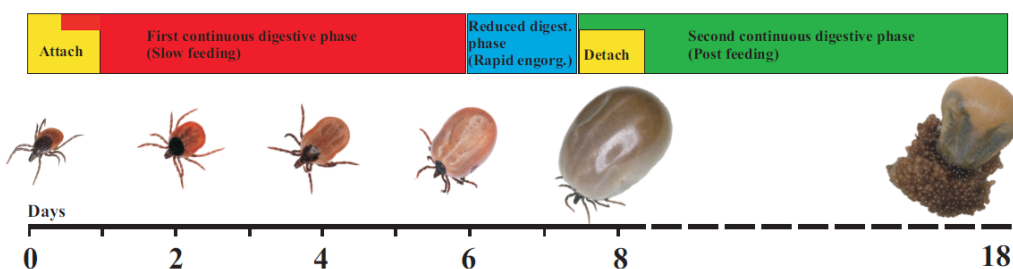 Attach
First continuous digestive phase
(Slow feeding)
Reduced digest.
phase
(Rapid engorg.)
Detach
Second continuous digestive phase
(Post feeding)
Days
0 2 4 6 8 18